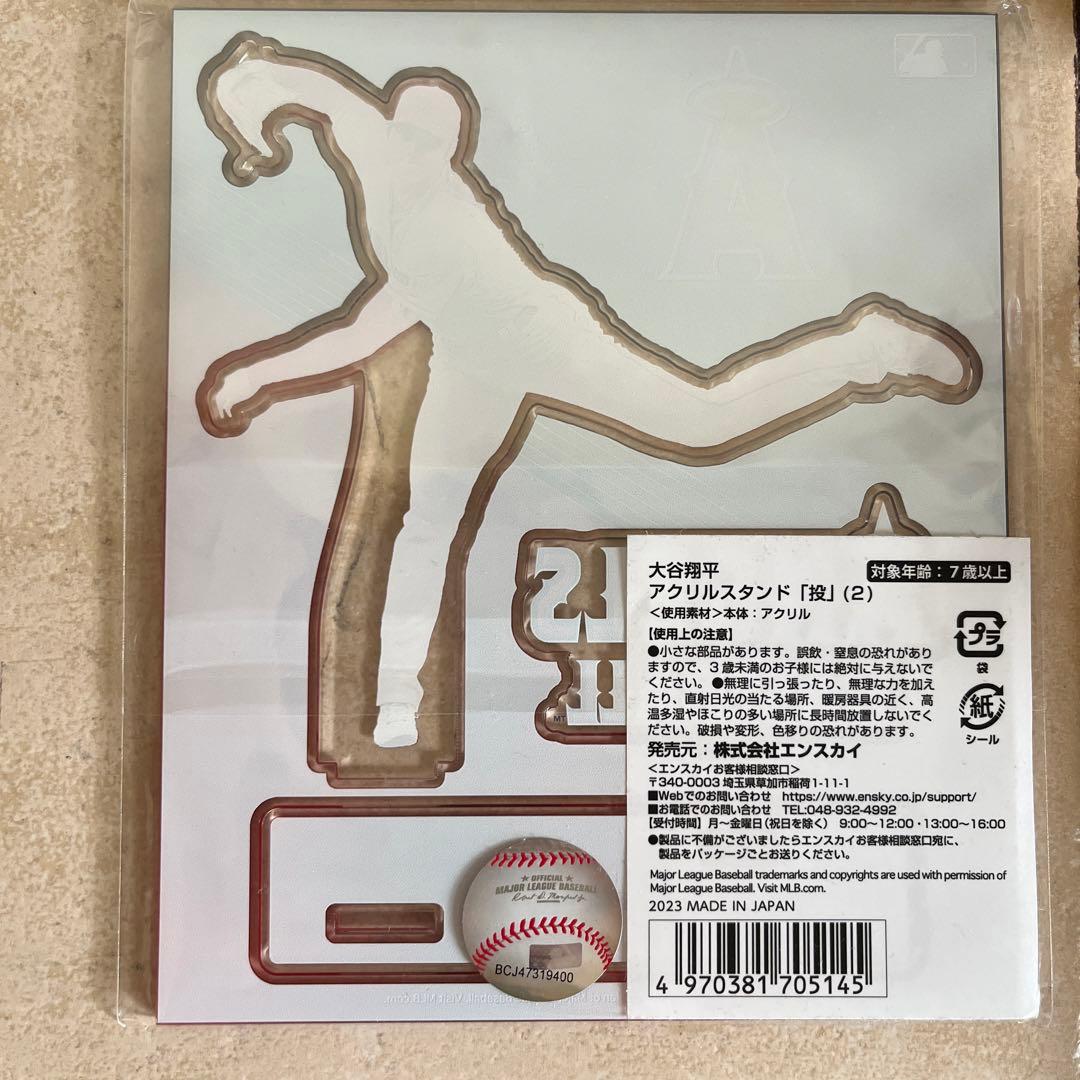 A
大谷翔平
対象年齢：7歳以上
アクリルスタンド「投」(2)
＜使用素材＞本体：アクリル
【使用上の注意】
●小さな部品があります。誤飲・窒息の恐れがあり
ますので、3歳未満のお子様には絶対に与えないで
ください。●無理に引っ張ったり、無理な力を加え
たり、直射日光の当たる場所、暖房器具の近く、高
温多湿やほこりの多い場所に長時間放置しないでく
ださい。破損や変形、色移りの恐れがあります。
プラ
袋
紙
シール
発売元：株式会社エンスカイ
＜エンスカイお客様相談窓口＞
〒340-0003 埼玉県草加市稲荷1-11-1
■Webでのお問い合わせ https://www.ensky.co.jp/support/
■お電話でのお問い合わせ TEL:048-932-4992
【受付時間】月～金曜日(祝日を除く) 9:00～12:00・13:00～16:00
●製品に不備がございましたらエンスカイお客様相談窓口宛に、
製品をパッケージごとお送りください。
Major League Baseball trademarks and copyrights are used with permission of
Major League Baseball. Visit MLB.com.
2023 MADE IN JAPAN
4 970381 705145
★ OFFICIAL ★
MAJOR LEAGUE BASEBALL
BCJ47319400
Baseball. Visit MLB.com.